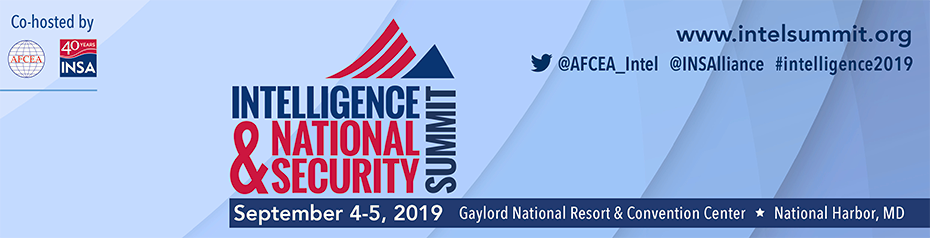 Co-hosted by
AFCEA
40 YEARS
INSA
INTELLIGENCE
& NATIONAL
SECURITY
SUMMIT
www.intelsummit.org
@AFCEA_Intel @INSAlliance #intelligence2019
September 4-5, 2019 Gaylord National Resort & Convention Center ★ National Harbor, MD